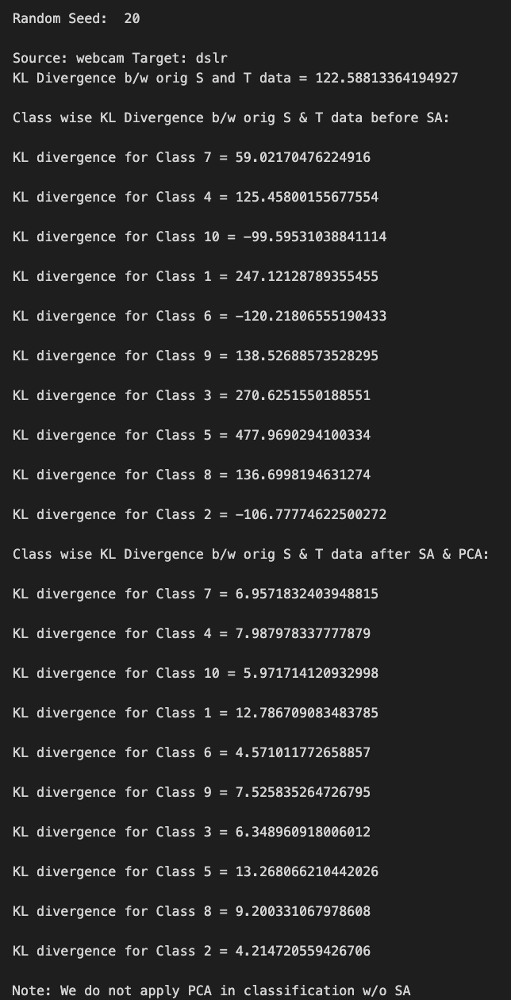 Random Seed:  20
Source: webcam Target: dslr
KL Divergence b/w orig S and T data = 122.58813364194927
Class wise KL Divergence b/w orig S & T data before SA:
KL divergence for Class 7 = 59.02170476224916
KL divergence for Class 4 = 125.45800155677554
KL divergence for Class 10 = -99.59531038841114
KL divergence for Class 1 = 247.12128789355455
KL divergence for Class 6 = -120.21806555190433
KL divergence for Class 9 = 138.52688573528295
KL divergence for Class 3 = 270.6251550188551
KL divergence for Class 5 = 477.9690294100334
KL divergence for Class 8 = 136.6998194631274
KL divergence for Class 2 = -106.77774622500272
Class wise KL Divergence b/w orig S & T data after SA & PCA:
KL divergence for Class 7 = 6.9571832403948815
KL divergence for Class 4 = 7.987978337777879
KL divergence for Class 10 = 5.971714120932998
KL divergence for Class 1 = 12.786709083483785
KL divergence for Class 6 = 4.571011772658857
KL divergence for Class 9 = 7.525835264726795
KL divergence for Class 3 = 6.348960918006012
KL divergence for Class 5 = 13.268066210442026
KL divergence for Class 8 = 9.200331067978608
KL divergence for Class 2 = 4.214720559426706
Note: We do not apply PCA in classification w/o SA